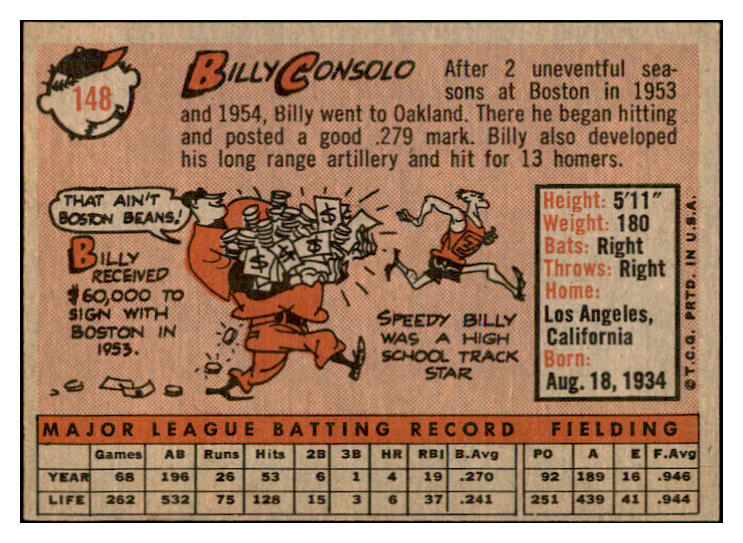 148
BILLY CONSOLO
After 2 uneventful sea-
sons at Boston in 1953
and 1954, Billy went to Oakland. There he began hitting
and posted a good .279 mark. Billy also developed
his long range artillery and hit for 13 homers.
THAT AIN'T
BOSTON BEANS!
BILLY
RECEIVED
$60,000 TO
SIGN WITH
BOSTON IN
1953.
SPEEDY BILLY
WAS A HIGH
SCHOOL TRACK
STAR
Height: 5'11"
Weight: 180
Bats: Right
Throws: Right
Home:
Los Angeles,
California
Born:
Aug. 18, 1934
© T.C.G. PRTD. IN U.S.A.
MAJOR LEAGUE BATTING RECORD FIELDING
Games AB Runs Hits 2B 3B HR RBI B.Avg PO A E F.Avg
YEAR 68 196 26 53 6 1 4 19 .270 92 189 16 .946
LIFE 262 532 75 128 15 3 6 37 .241 251 439 41 .944